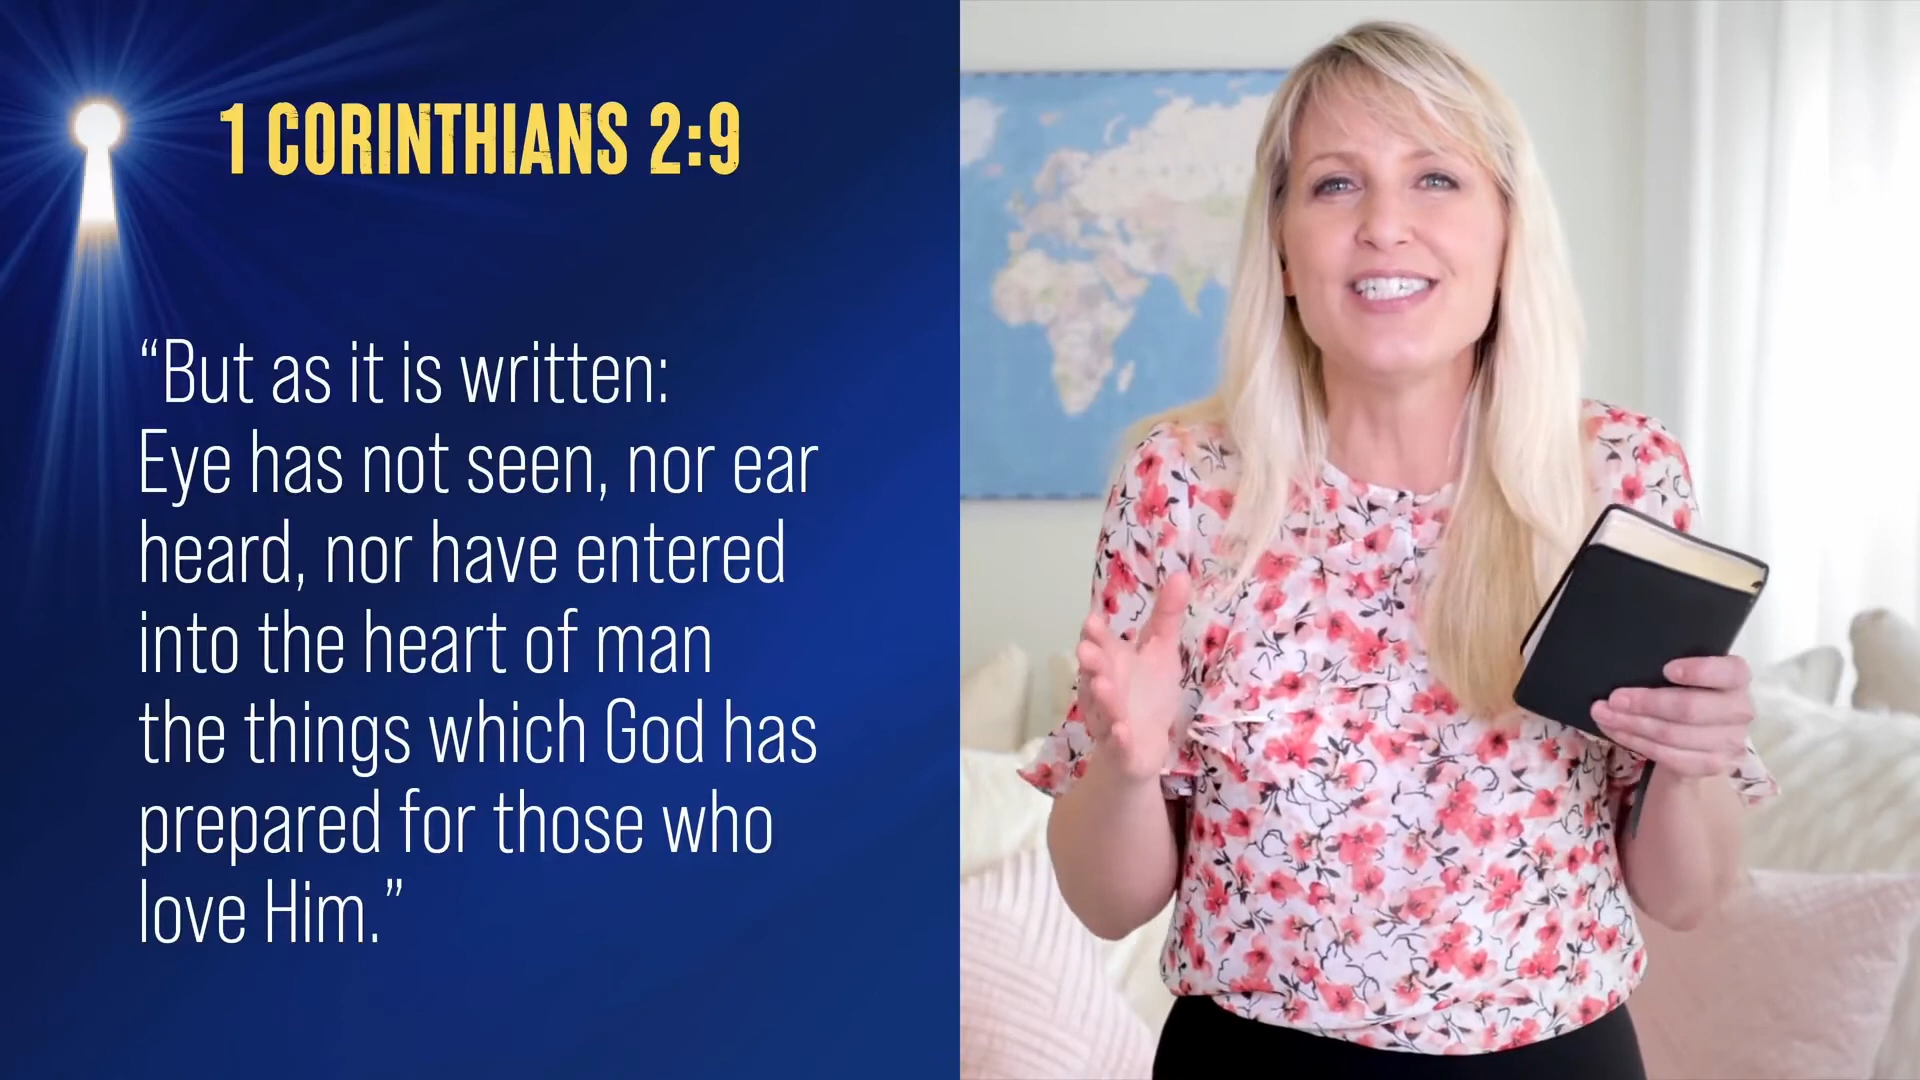 1 CORINTHIANS 2:9
“But as it is written:
Eye has not seen, nor ear
heard, nor have entered
into the heart of man
the things which God has
prepared for those who
love Him.”